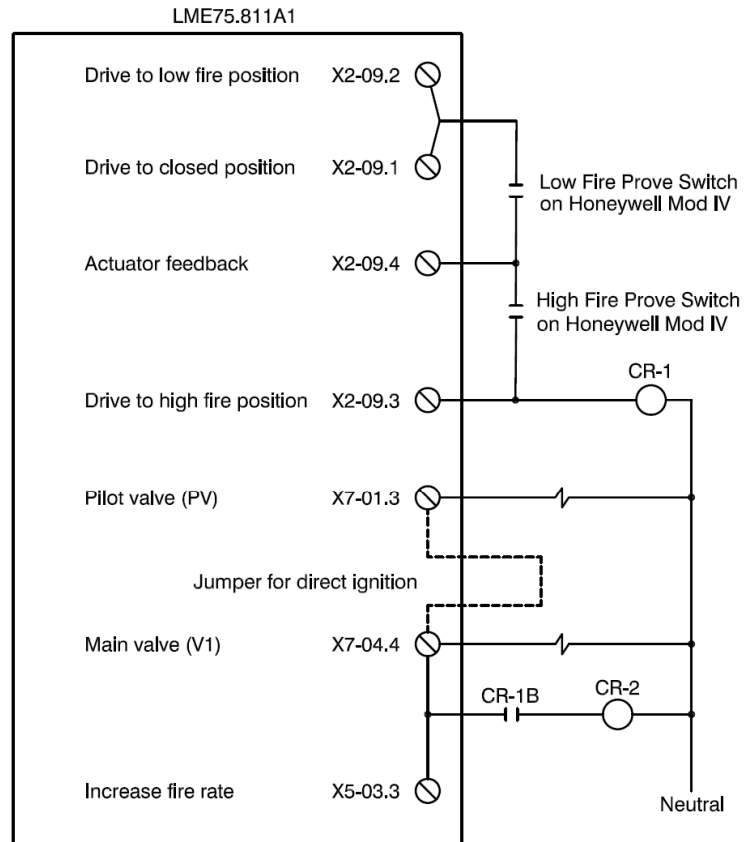 LME75.811A1
Drive to low fire position X2-09.2
Drive to closed position X2-09.1
Low Fire Prove Switch
on Honeywell Mod IV
Actuator feedback X2-09.4
High Fire Prove Switch
on Honeywell Mod IV
CR-1
Drive to high fire position X2-09.3
Pilot valve (PV) X7-01.3
Jumper for direct ignition
Main valve (V1) X7-04.4
CR-1B CR-2
Increase fire rate X5-03.3
Neutral